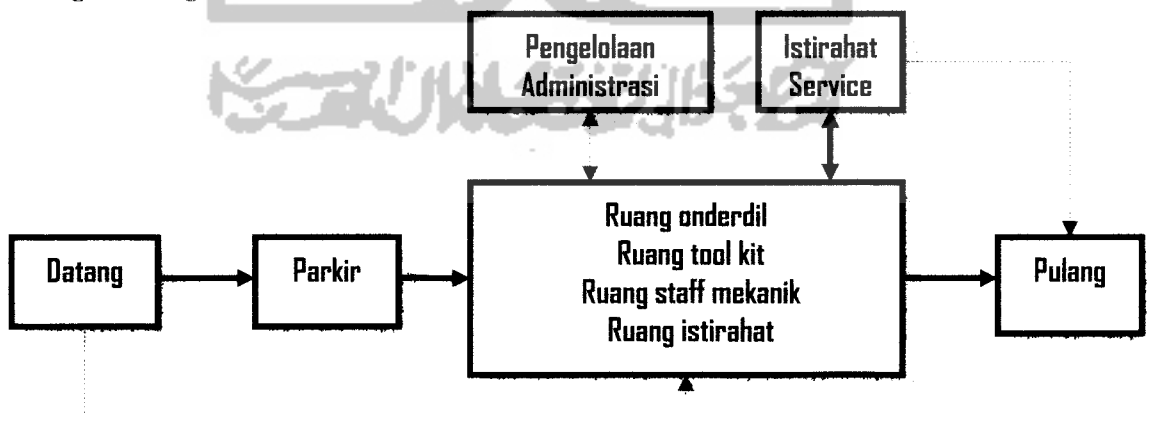 Pengelolaan
Administrasi
Istirahat
Service
Datang
Parkir
Ruang onderdil
Ruang tool kit
Ruang staff mekanik
Ruang istirahat
Pulang